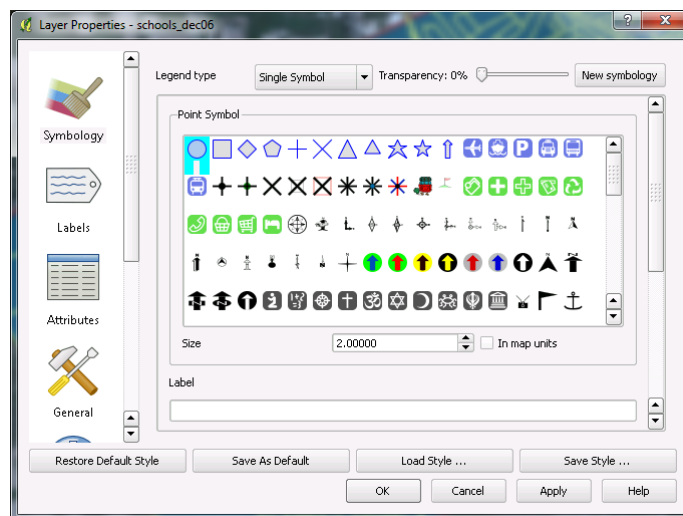 Layer Properties - schools_dec06
Legend type
Single Symbol
Transparency: 0%
New symbology
Symbology
Labels
Attributes
General
Point Symbol
P
Size
2.00000
In map units
Label
Restore Default Style
Save As Default
Load Style ...
Save Style ...
OK
Cancel
Apply
Help